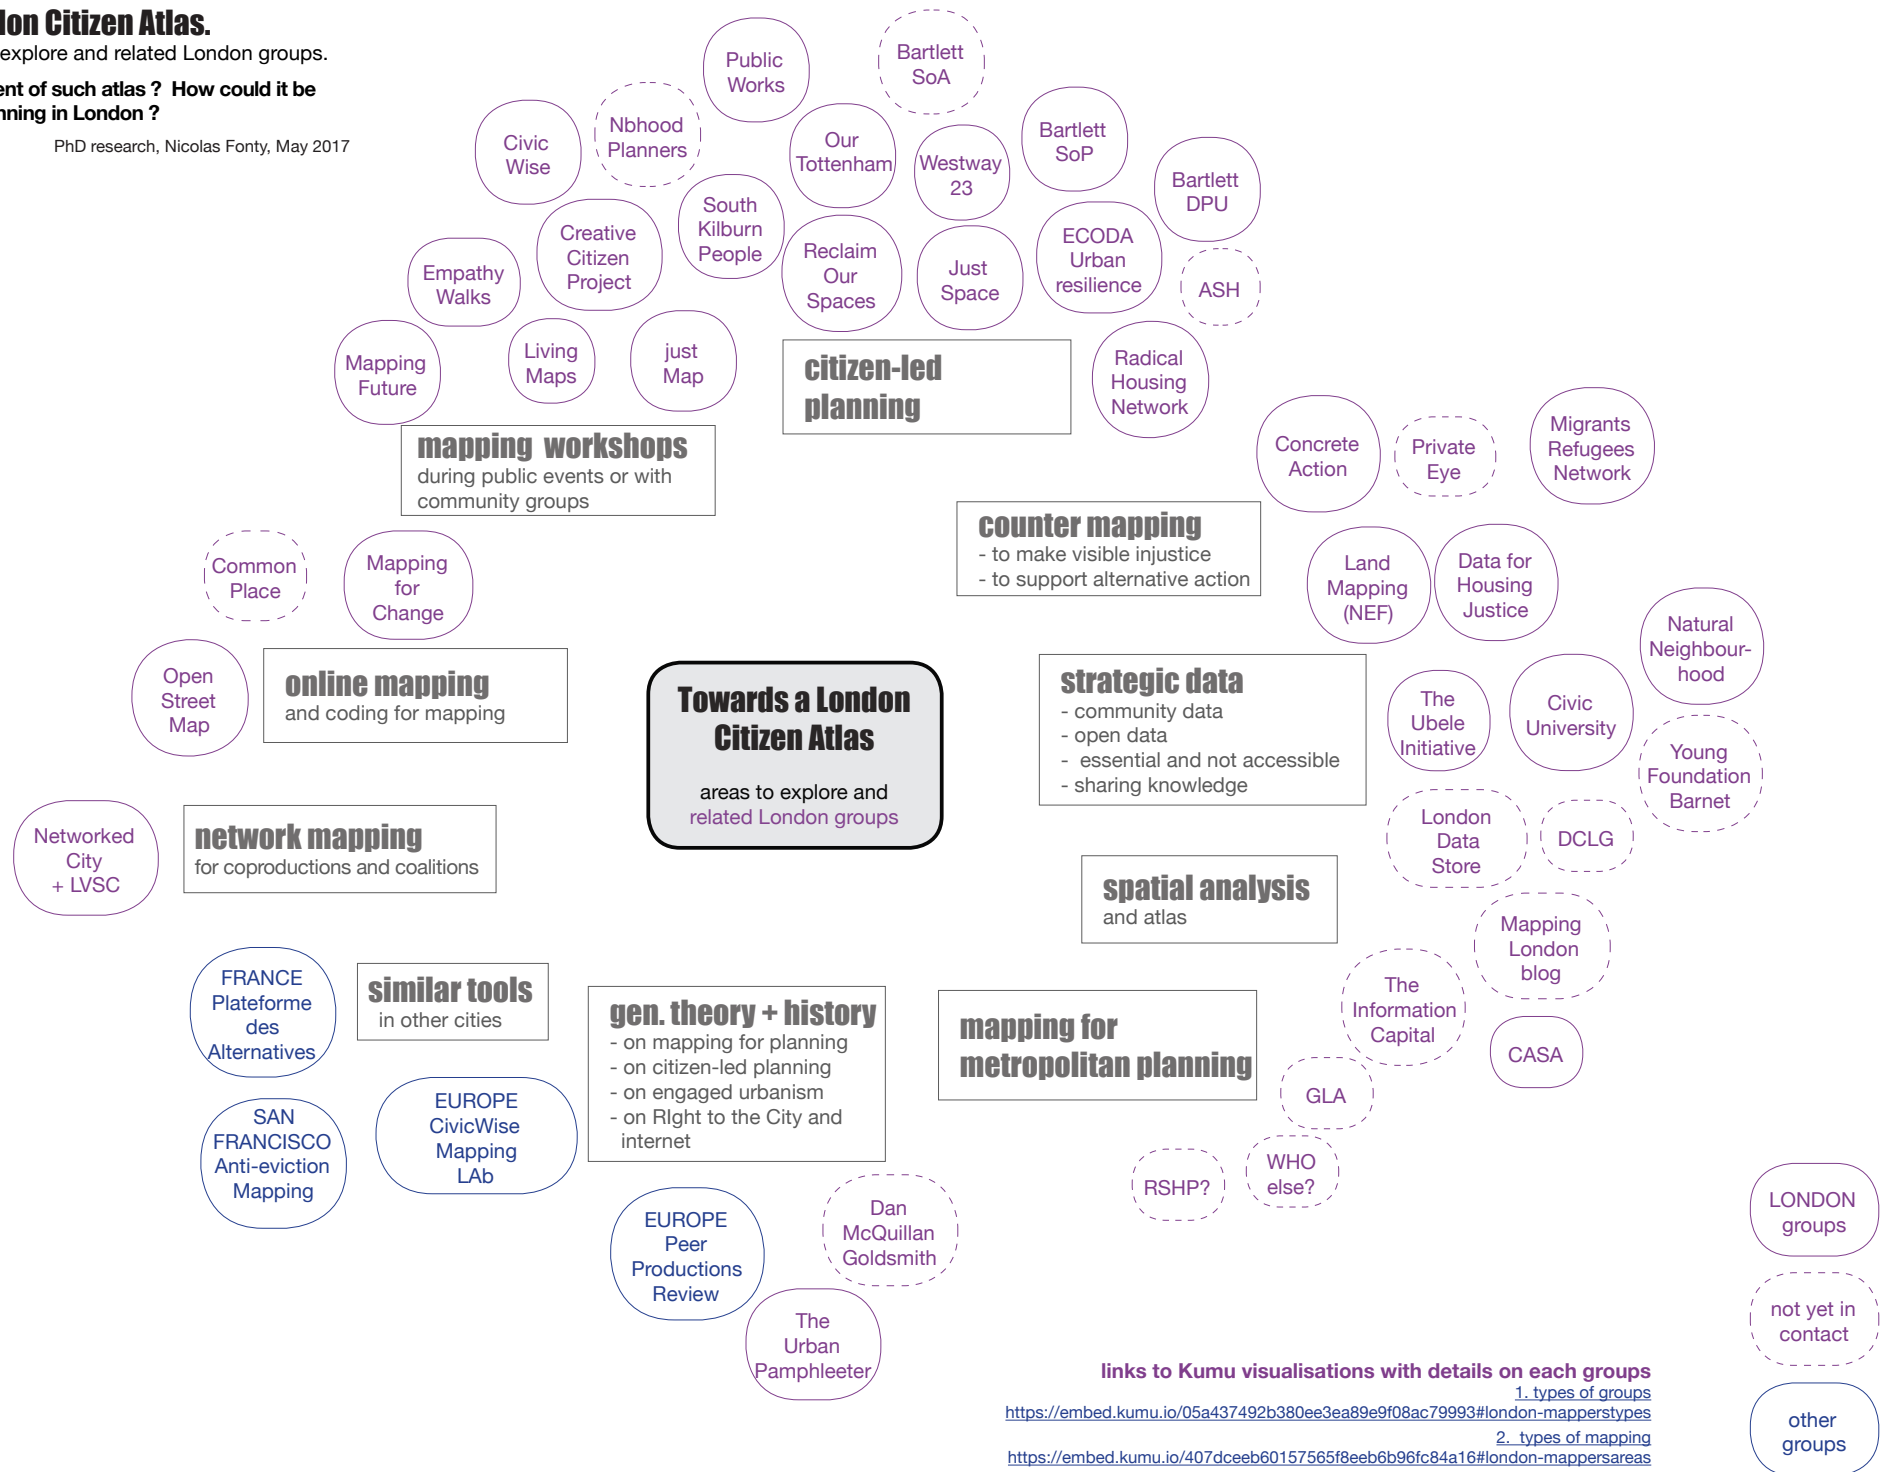 lon Citizen Atlas.
explore and related London groups.
ent of such atlas ?  How could it be
nning in London ?
PhD research, Nicolas Fonty, May 2017
Public
Works
Bartlett
SoA
Civic
Wise
Nbhood
Planners
Our
Tottenham
Westway
23
Bartlett
SoP
Bartlett
DPU
Empathy
Walks
Creative
Citizen
Project
South
Kilburn
People
Reclaim
Our
Spaces
Just
Space
ECODA
Urban
resilience
ASH
Mapping
Future
Living
Maps
just
Map
citizen-led
planning
Radical
Housing
Network
mapping workshops
during public events or with
community groups
Concrete
Action
Private
Eye
Migrants
Refugees
Network
counter mapping
- to make visible injustice
- to support alternative action
Common
Place
Mapping
for
Change
Land
Mapping
(NEF)
Data for
Housing
Justice
Natural
Neighbour-
hood
Open
Street
Map
online mapping
and coding for mapping
Towards a London
Citizen Atlas
areas to explore and
related London groups
strategic data
- community data
- open data
- essential and not accessible
- sharing knowledge
The
Ubele
Initiative
Civic
University
Young
Foundation
Barnet
Networked
City
+ LVSC
network mapping
for coproductions and coalitions
London
Data
Store
DCLG
spatial analysis
and atlas
Mapping
London
blog
FRANCE
Plateforme
des
Alternatives
similar tools
in other cities
gen. theory + history
- on mapping for planning
- on citizen-led planning
- on engaged urbanism
- on RIght to the City and
internet
mapping for
metropolitan planning
The
Information
Capital
CASA
SAN
FRANCISCO
Anti-eviction
Mapping
EUROPE
CivicWise
Mapping
LAb
GLA
RSHP?
WHO
else?
EUROPE
Peer
Productions
Review
Dan
McQuillan
Goldsmith
The
Urban
Pamphleeter
LONDON
groups
not yet in
contact
other
groups
links to Kumu visualisations with details on each groups
1. types of groups
https://embed.kumu.io/05a437492b380ee3ea89e9f08ac79993#london-mapperstypes
2. types of mapping
https://embed.kumu.io/407dceeb60157565f8eeb6b96fc84a16#london-mappersareas